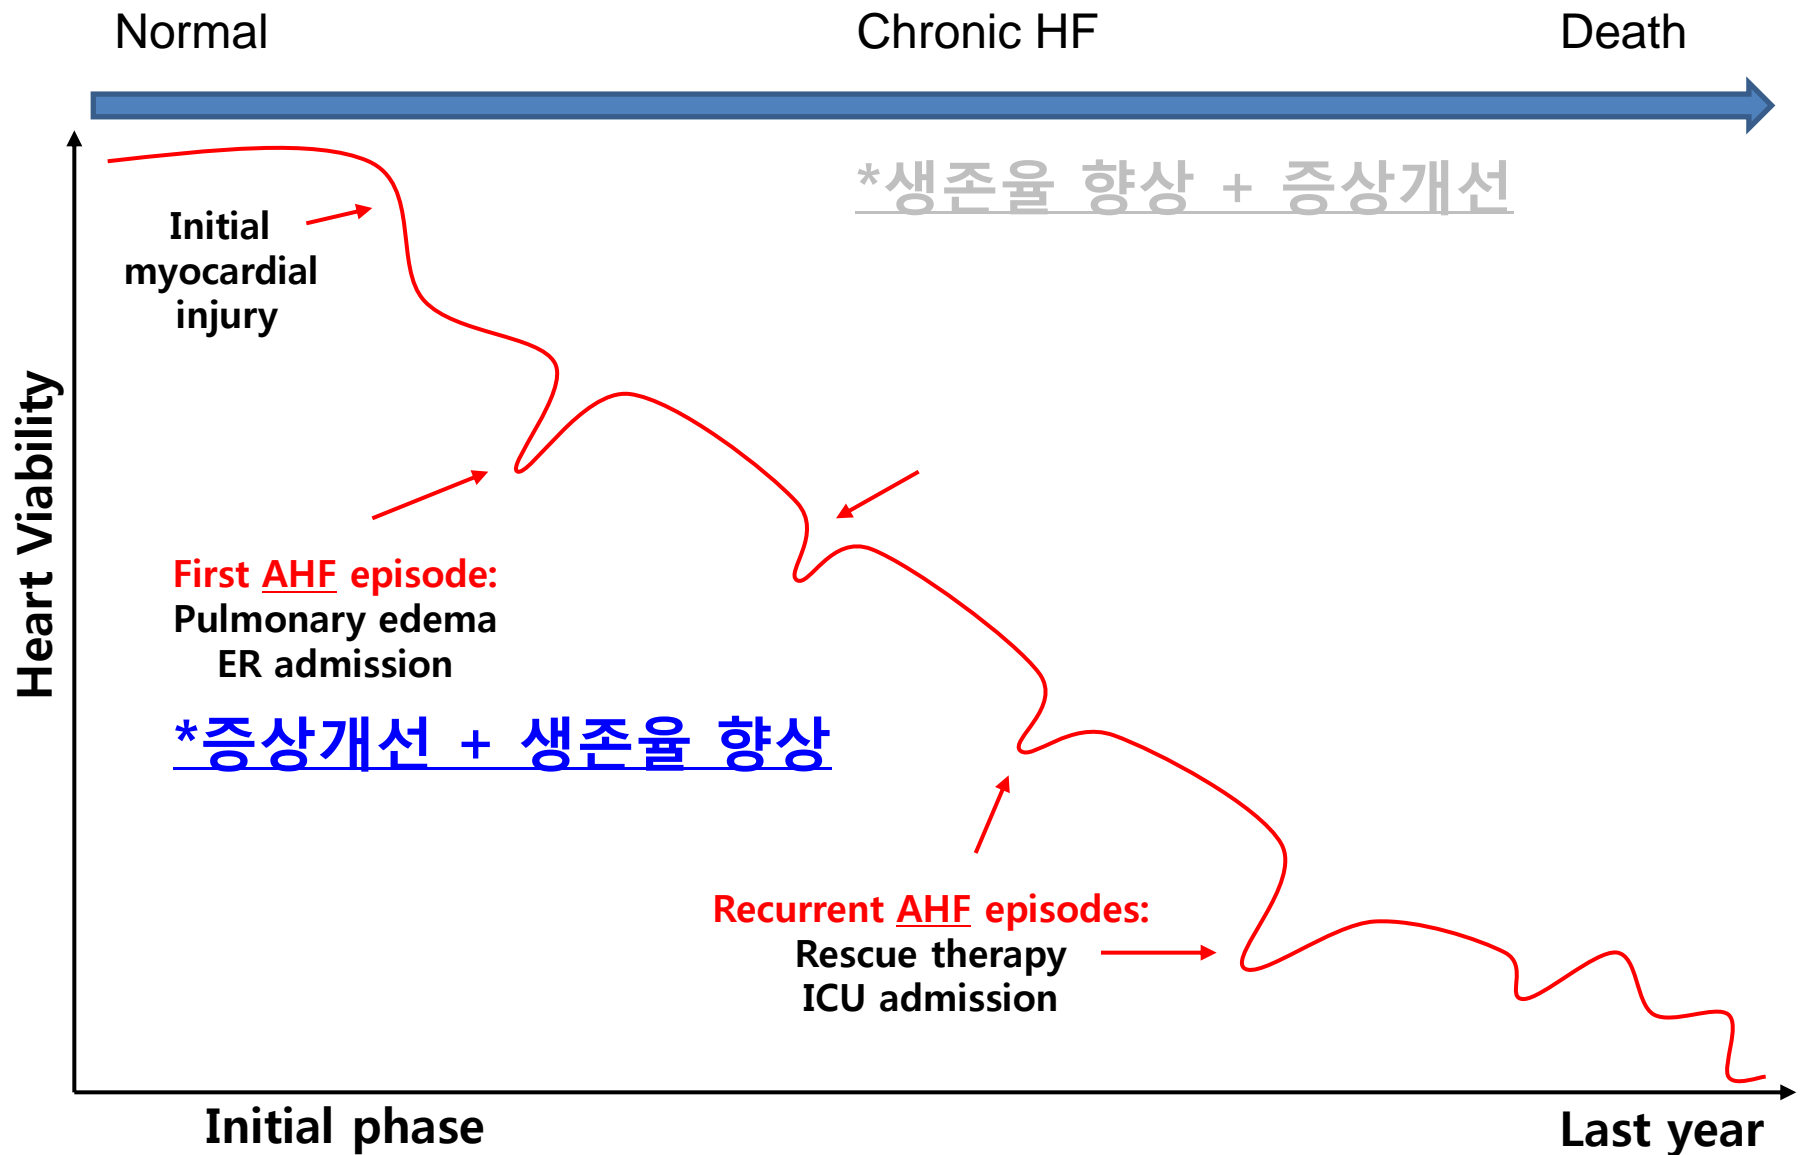 Normal
Chronic HF
Death
*생존율 향상 + 증상개선
Initial
myocardial
injury
Heart Viability
First AHF episode:
Pulmonary edema
ER admission
*증상개선 + 생존율 향상
Recurrent AHF episodes:
Rescue therapy
ICU admission
Initial phase
Last year